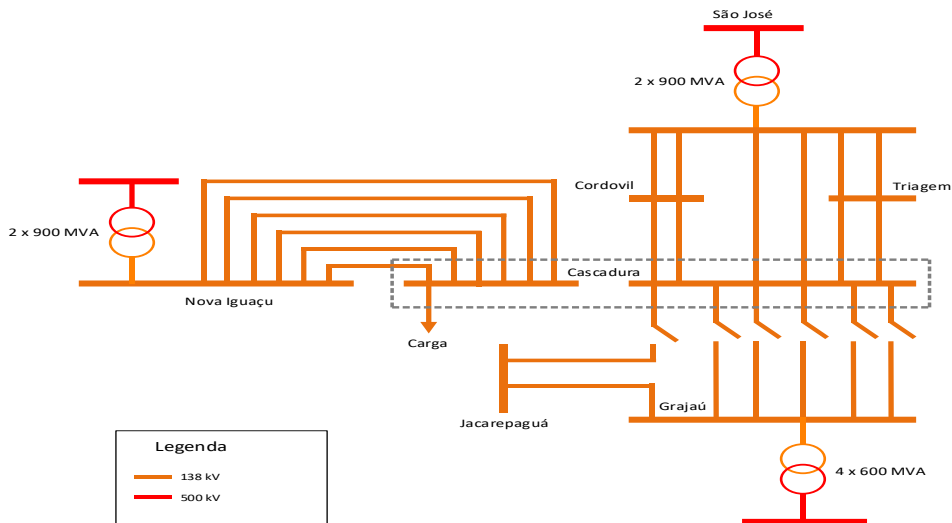 São José
2 x 900 MVA
Cordovil
Triagem
2 x 900 MVA
Cascadura
Nova Iguaçu
Carga
Grajaú
Jacarepaguá
Legenda
138 kV
500 kV
4 x 600 MVA